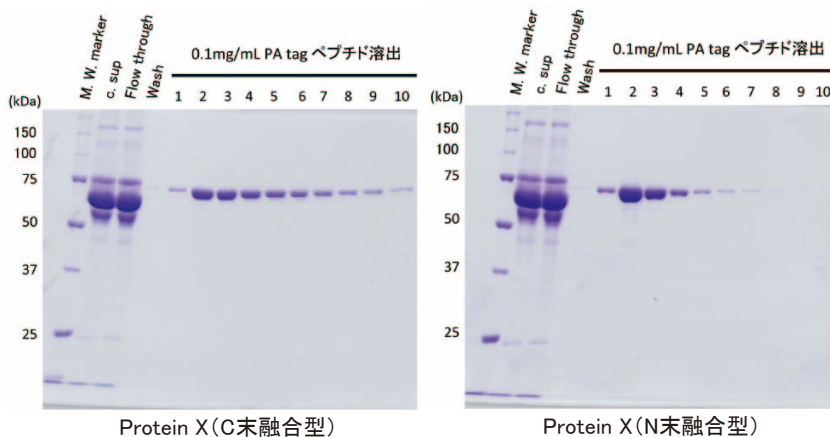 0.1mg/mL PA tag ペプチド溶出
M. W. marker
c. sup
Flow through
Wash
1 2 3 4 5 6 7 8 9 10
(kDa)
150
100
75
50
37
25
Protein X(C末融合型)
0.1mg/mL PA tag ペプチド溶出
M. W. marker
c. sup
Flow through
Wash
1 2 3 4 5 6 7 8 9 10
(kDa)
150
100
75
50
37
25
Protein X(N末融合型)